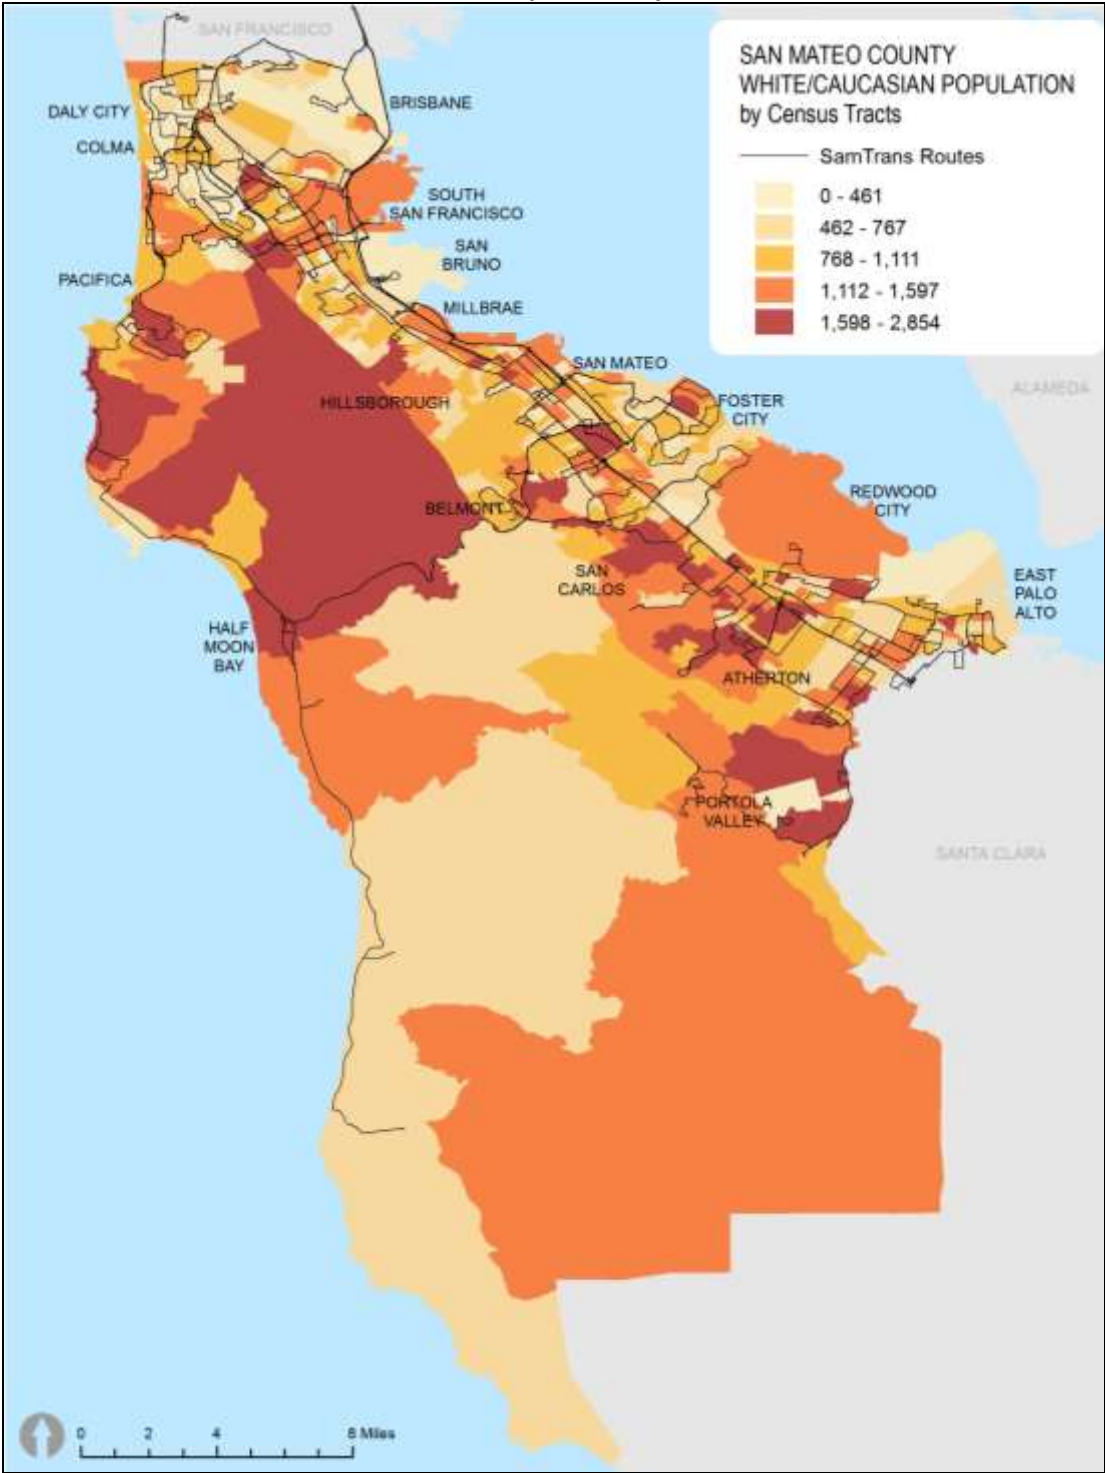 SAN FRANCISCO
SAN MATEO COUNTY
WHITE/CAUCASIAN POPULATION
by Census Tracts
SamTrans Routes
0 - 461
462 - 767
768 - 1,111
1,112 - 1,597
1,598 - 2,854
DALY CITY
BRISBANE
COLMA
SOUTH
SAN FRANCISCO
SAN
BRUNO
PACIFICA
MILLBRAE
SAN MATEO
ALAMEDA
HILLSBOROUGH
FOSTER
CITY
REDWOOD
CITY
BELMONT
SAN
CARLOS
EAST
PALO
ALTO
HALF
MOON
BAY
ATHERTON
PORTOLA
VALLEY
SANTA CLARA
0 2 4 8 Miles